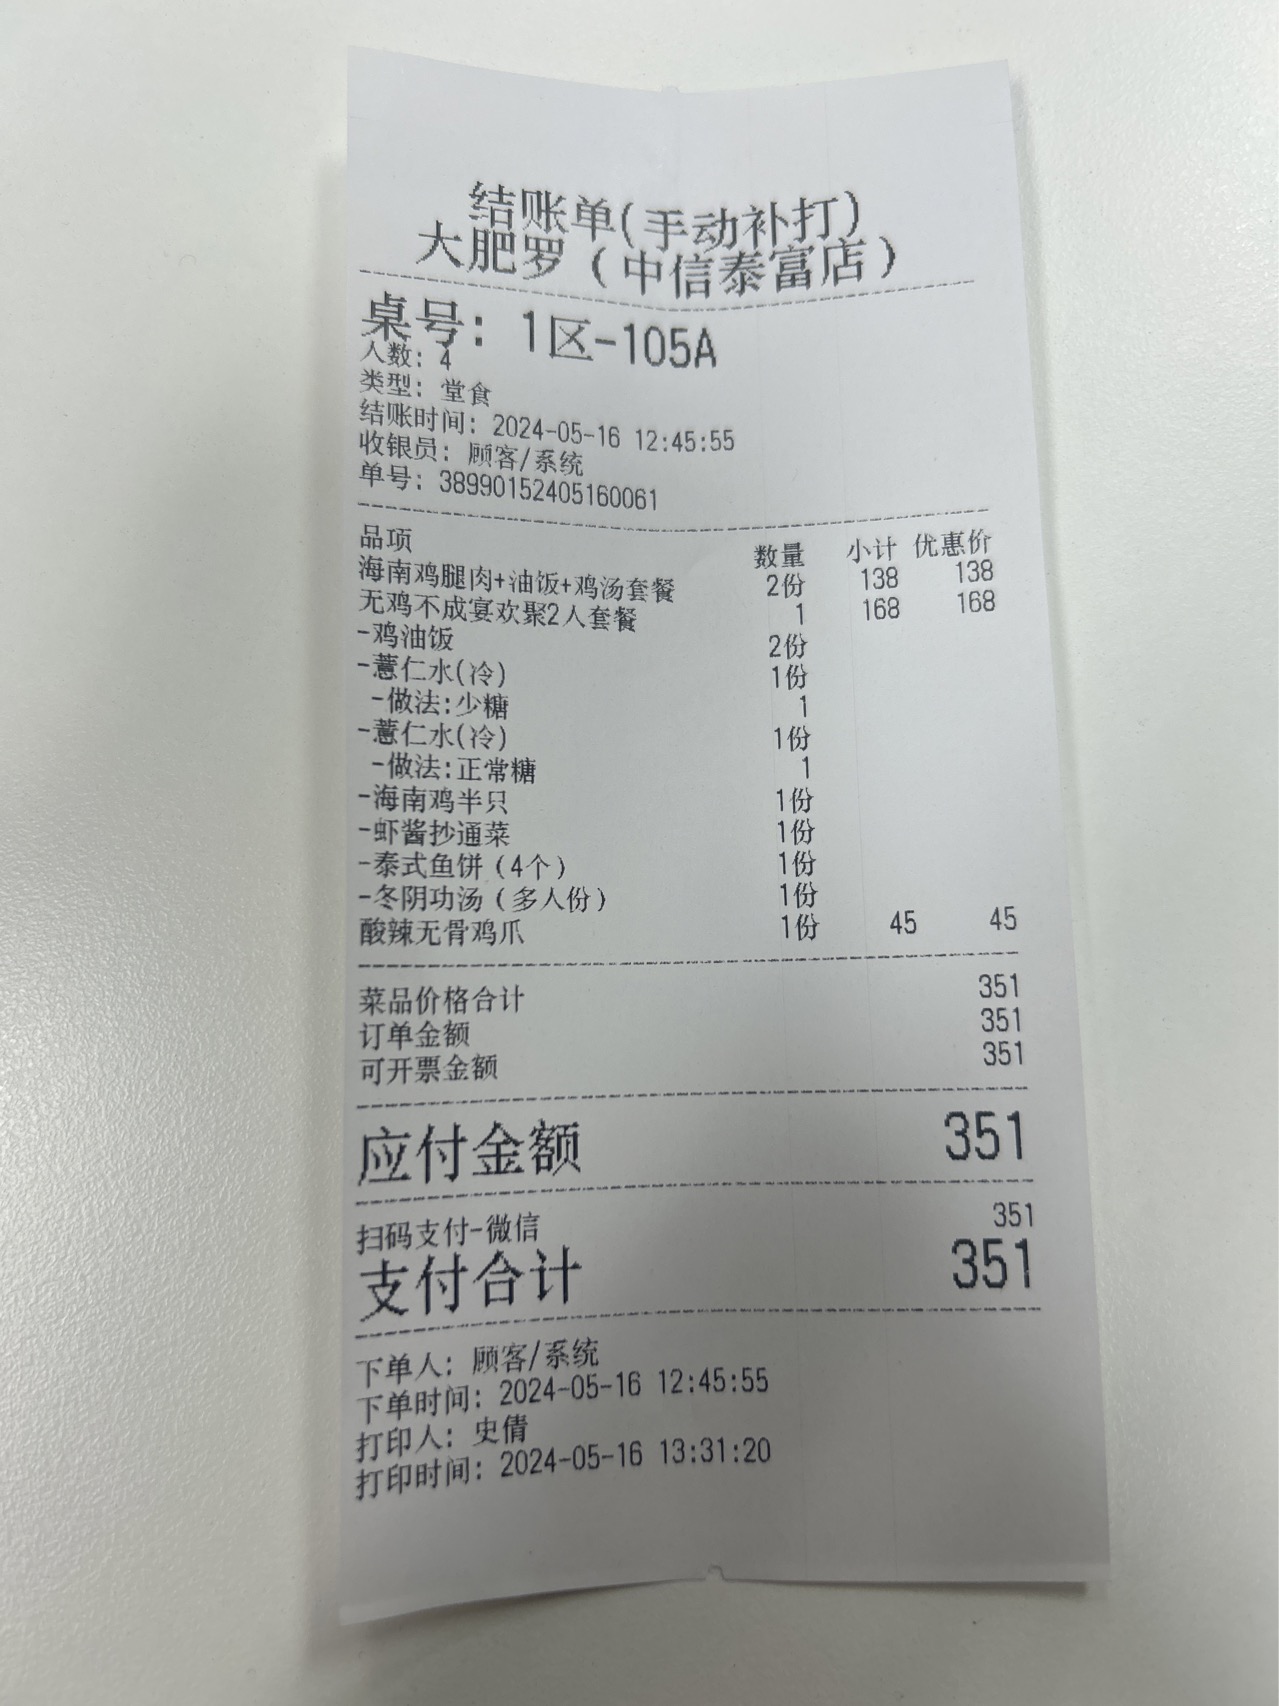 结账单(手动补打)
大肥罗（中信泰富店）
桌号: 1区-105A
人数: 4
类型: 堂食
结账时间: 2024-05-16 12:45:55
收银员: 顾客/系统
单号: 38990152405160061
品项 数量 小计 优惠价
海南鸡腿肉+油饭+鸡汤套餐 2份 138 138
无鸡不成宴欢聚2人套餐 1 168 168
-鸡油饭 2份
-薏仁水(冷) 1份
-做法:少糖 1
-薏仁水(冷) 1份
-做法:正常糖 1
-海南鸡半只 1份
-虾酱抄通菜 1份
-泰式鱼饼（4个） 1份
-冬阴功汤（多人份） 1份
酸辣无骨鸡爪 1份 45 45
菜品价格合计 351
订单金额 351
可开票金额 351
应付金额 351
扫码支付-微信 351
支付合计 351
下单人: 顾客/系统
下单时间: 2024-05-16 12:45:55
打印人: 史倩
打印时间: 2024-05-16 13:31:20